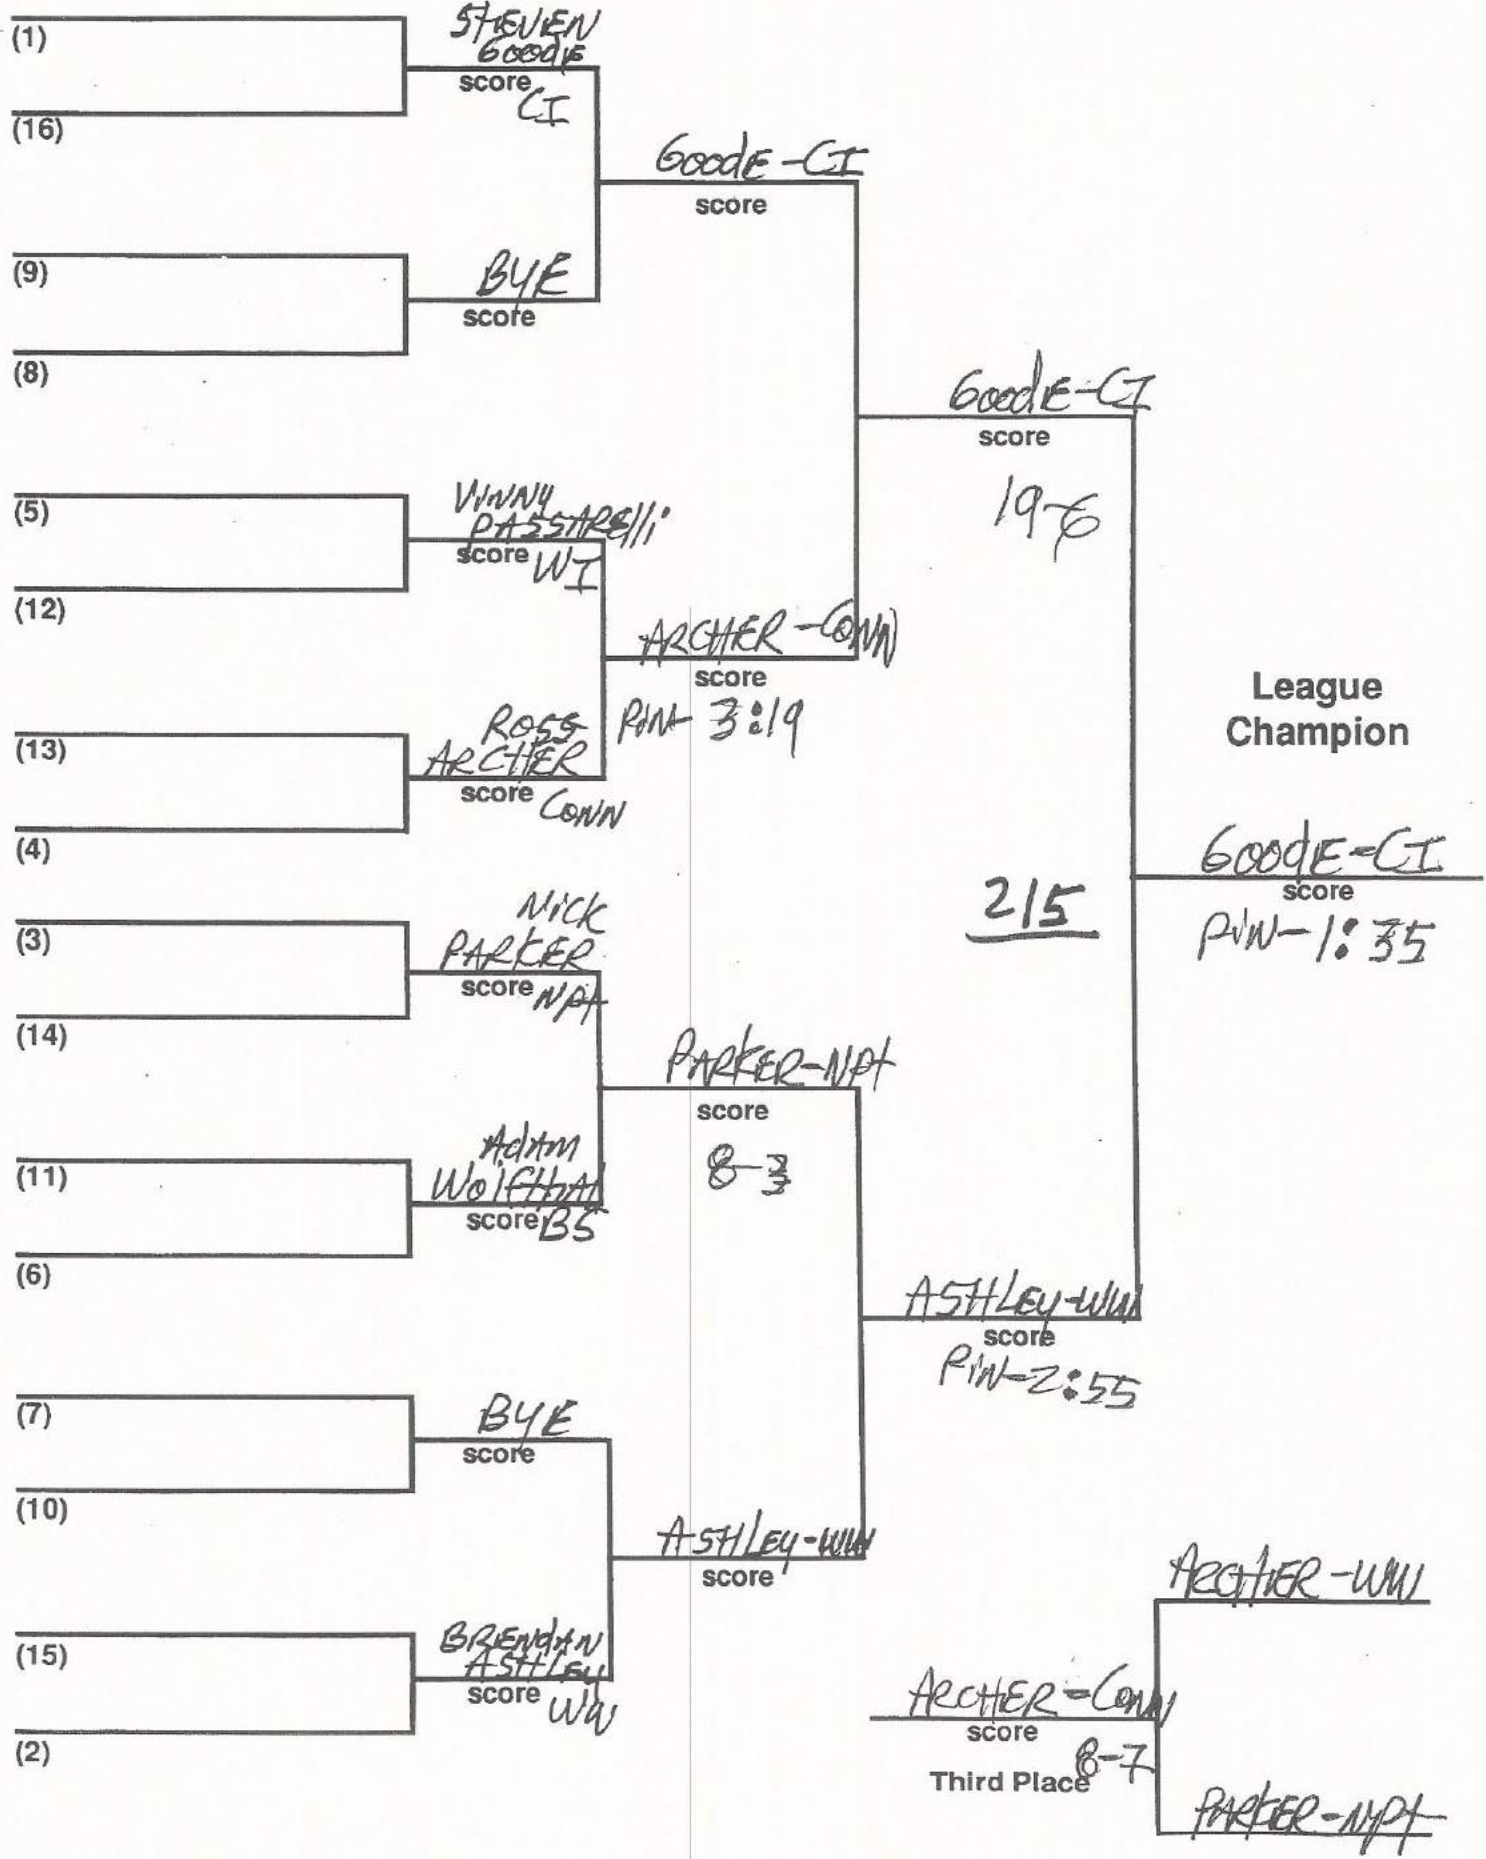 (1)
STEVEN
GoodE
score
CI
(16)
GoodE-CI
score
(9)
BYE
score
(8)
GoodE-CI
score
19-6
(5)
VINNY
PASSARElli
score
WI
(12)
ARCHER-CONN
score
PiN- 3:19
(13)
ROSS
ARCHER
score
CONN
(4)
League
Champion
GoodE-CI
score
PiN-1:35
215
(3)
NiCK
PARKER
score
NPt
(14)
PARKER-NPt
score
8-3
(11)
AdAM
WolfthAl
score
BS
(6)
ASHLEy-WW
score
PiN-2:55
(7)
BYE
score
(10)
ASHLEy-WW
score
(15)
BRENdAN
ASHLEy
score
WW
(2)
ARCHER-WW
ARCHER-CONN
score
8-7
Third Place
PARKER-NPt